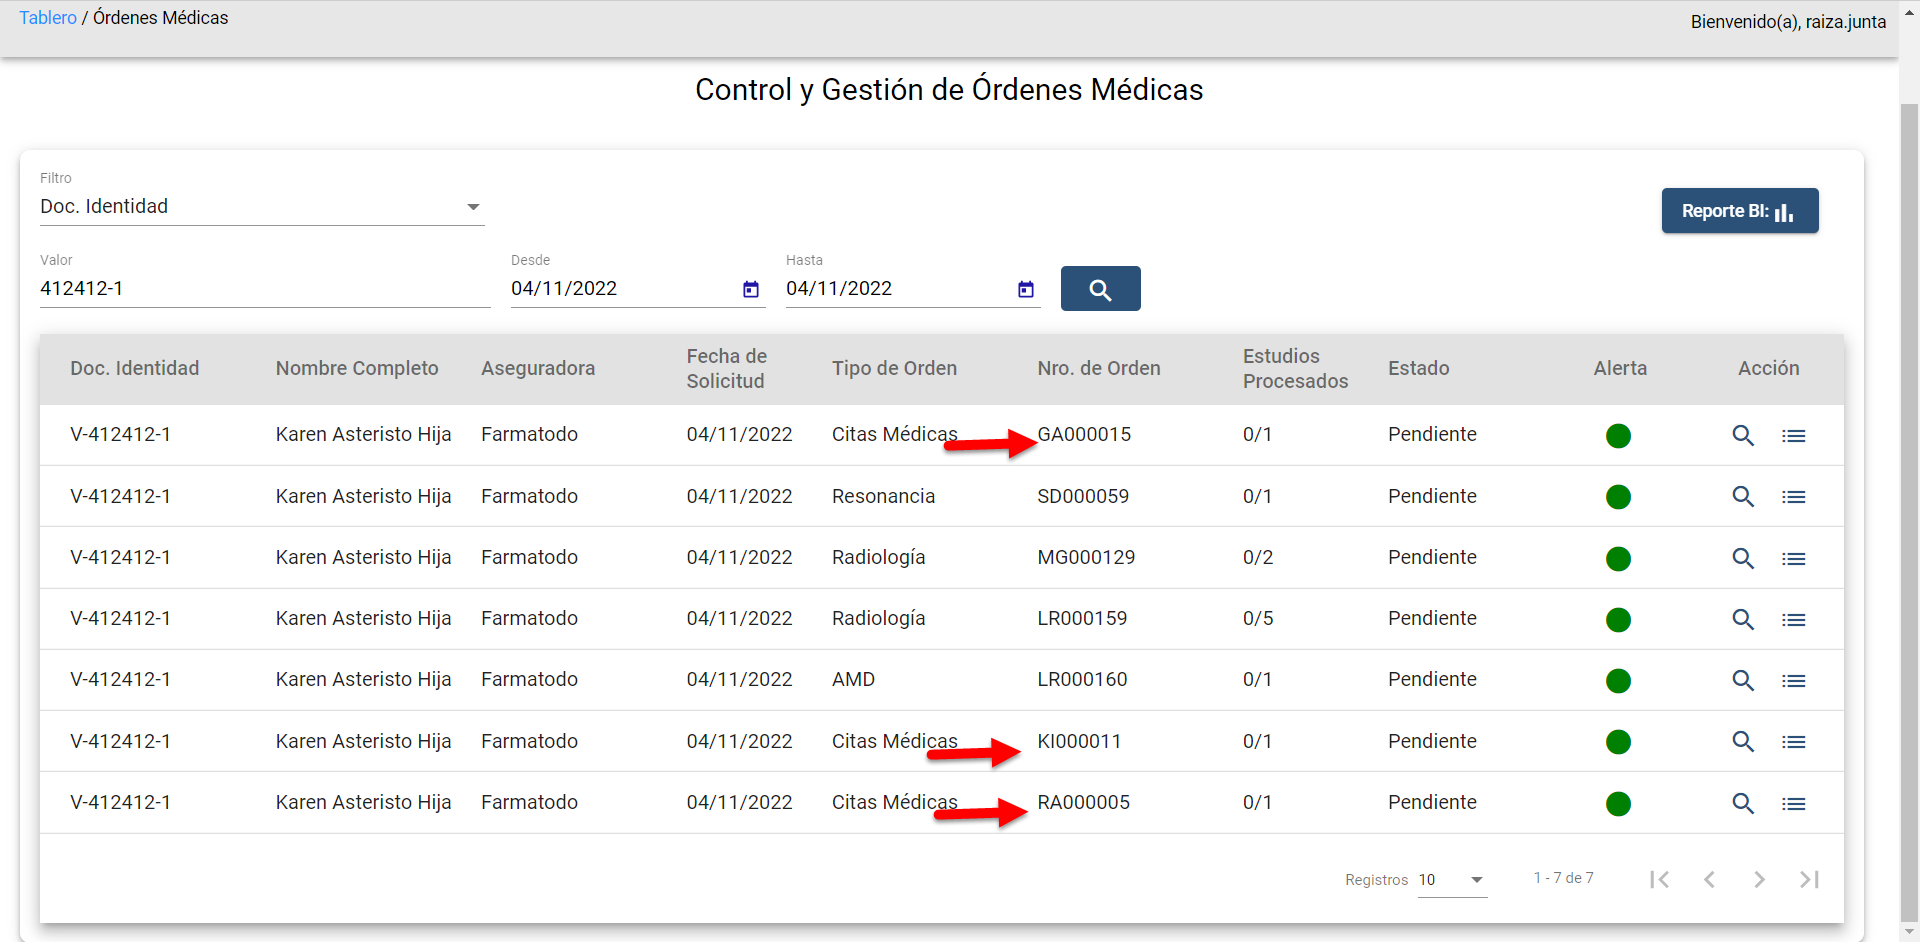 Tablero / Órdenes Médicas
Bienvenido(a), raiza.junta
Control y Gestión de Órdenes Médicas
Filtro
Doc. Identidad
Reporte BI:
Valor
412412-1
Desde
04/11/2022
Hasta
04/11/2022
Doc. Identidad Nombre Completo Aseguradora Fecha de Solicitud Tipo de Orden Nro. de Orden Estudios Procesados Estado Alerta Acción
V-412412-1 Karen Asteristo Hija Farmatodo 04/11/2022 Citas Médicas GA000015 0/1 Pendiente
V-412412-1 Karen Asteristo Hija Farmatodo 04/11/2022 Resonancia SD000059 0/1 Pendiente
V-412412-1 Karen Asteristo Hija Farmatodo 04/11/2022 Radiología MG000129 0/2 Pendiente
V-412412-1 Karen Asteristo Hija Farmatodo 04/11/2022 Radiología LR000159 0/5 Pendiente
V-412412-1 Karen Asteristo Hija Farmatodo 04/11/2022 AMD LR000160 0/1 Pendiente
V-412412-1 Karen Asteristo Hija Farmatodo 04/11/2022 Citas Médicas KI000011 0/1 Pendiente
V-412412-1 Karen Asteristo Hija Farmatodo 04/11/2022 Citas Médicas RA000005 0/1 Pendiente
Registros 10 1 - 7 de 7